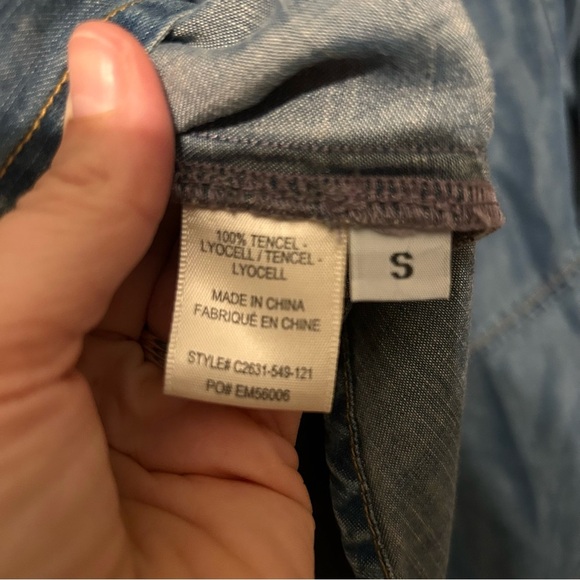 100% TENCEL -
LYOCELL / TENCEL -
LYOCELL
MADE IN CHINA
FABRIQUÉ EN CHINE
STYLE# C2631-549-121
PO# EM56006
S